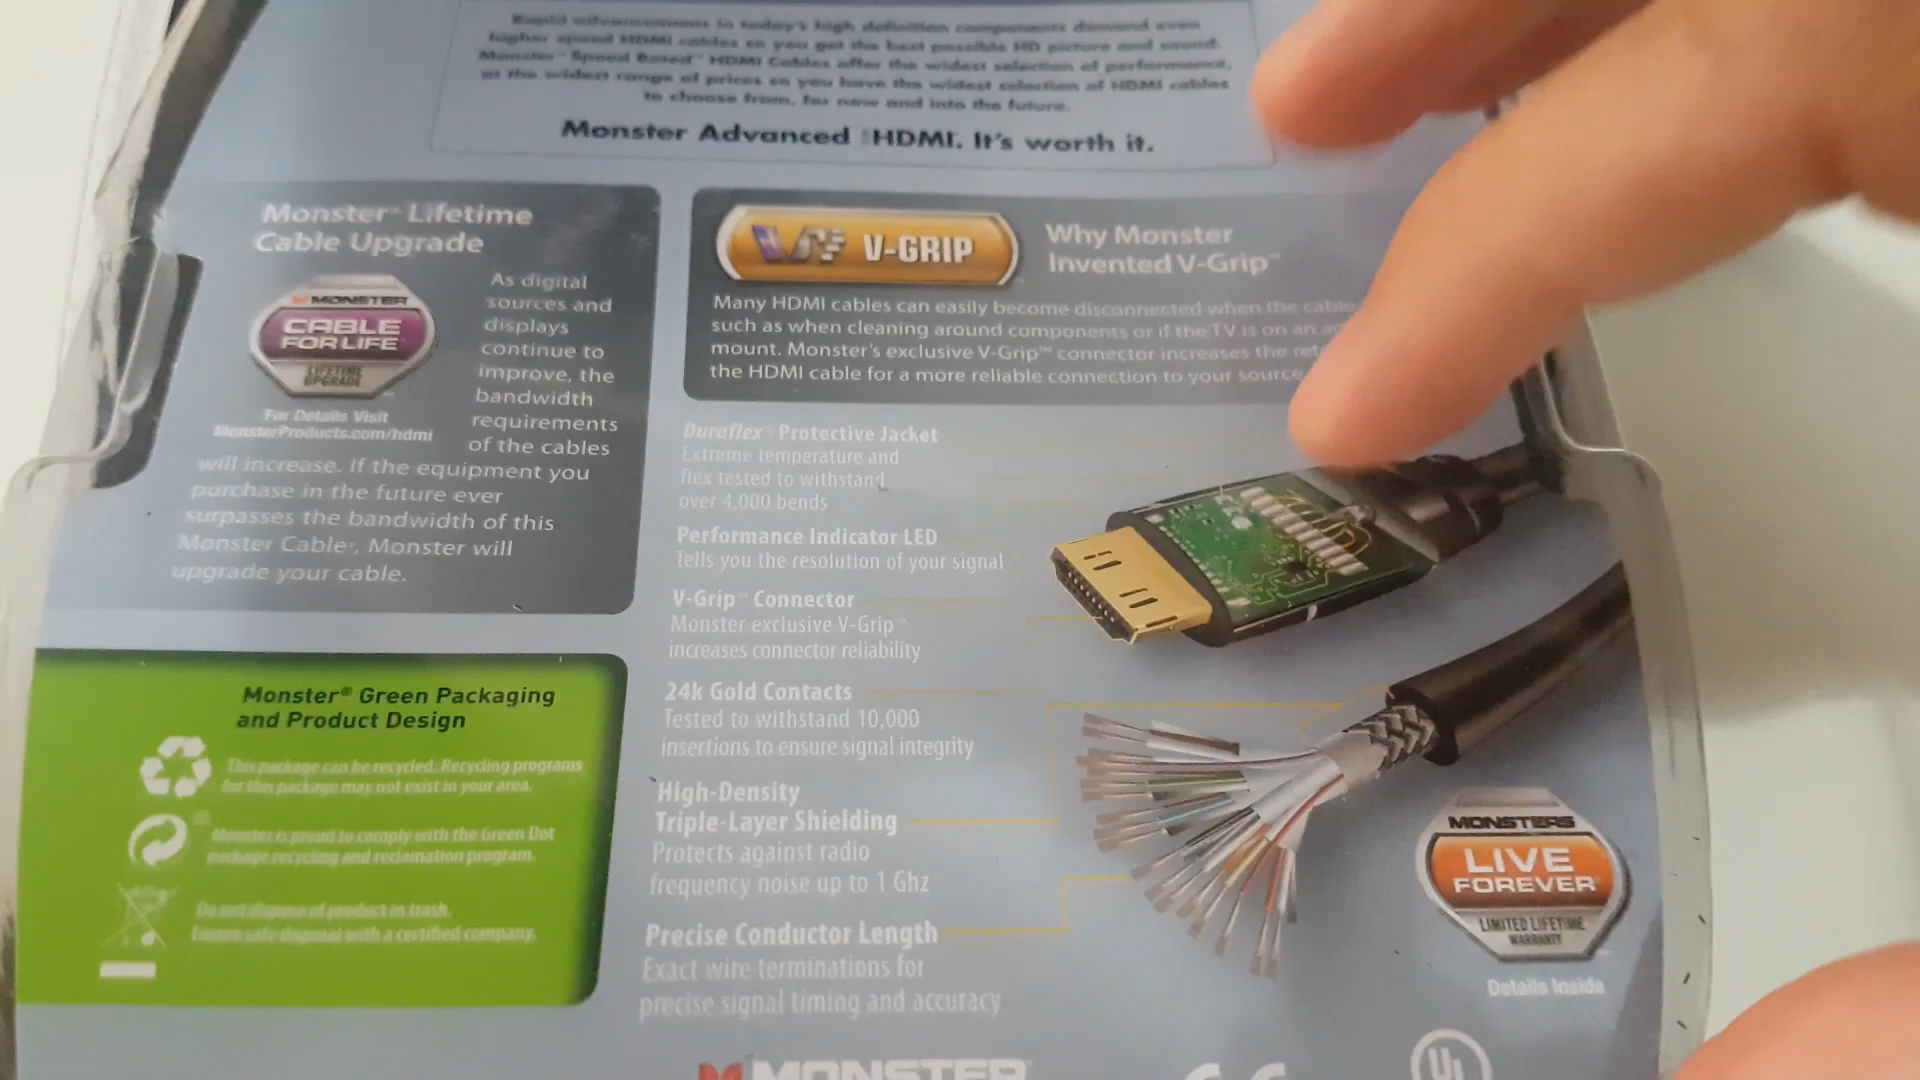 Rapid advancements in today's high definition components demand even
higher speed HDMI cables so you get the best possible HD picture and sound.
Monster™ Speed Rated™ HDMI Cables offer the widest selection of performance,
at the widest range of prices so you have the widest selection of HDMI cables
to choose from, for now and into the future.
Monster Advanced HDMI. It's worth it.
Monster™ Lifetime
Cable Upgrade
MONSTER
CABLE
FOR LIFE™
LIFETIME
UPGRADE
For Details Visit
MonsterProducts.com/hdmi
As digital
sources and
displays
continue to
improve, the
bandwidth
requirements
of the cables
will increase. If the equipment you
purchase in the future ever
surpasses the bandwidth of this
Monster Cable®, Monster will
upgrade your cable.
V-GRIP
Why Monster
Invented V-Grip™
Many HDMI cables can easily become disconnected when the cable
such as when cleaning around components or if the TV is on an
mount. Monster's exclusive V-Grip™ connector increases the
the HDMI cable for a more reliable connection to your source
Duraflex® Protective Jacket
Extreme temperature and
flex tested to withstand
over 4,000 bends
Performance Indicator LED
Tells you the resolution of your signal
V-Grip™ Connector
Monster exclusive V-Grip™
increases connector reliability
24k Gold Contacts
Tested to withstand 10,000
insertions to ensure signal integrity
High-Density
Triple-Layer Shielding
Protects against radio
frequency noise up to 1 Ghz
Precise Conductor Length
Exact wire terminations for
precise signal timing and accuracy
Monster® Green Packaging
and Product Design
This package can be recycled. Recycling programs
for this package may not exist in your area.
Monster is proud to comply with the Green Dot
package recycling and reclamation program.
Do not dispose of product in trash.
Ensure safe disposal with a certified company.
MONSTERS
LIVE
FOREVER
LIMITED LIFETIME
WARRANTY
Details Inside
MONSTER
CE
UL